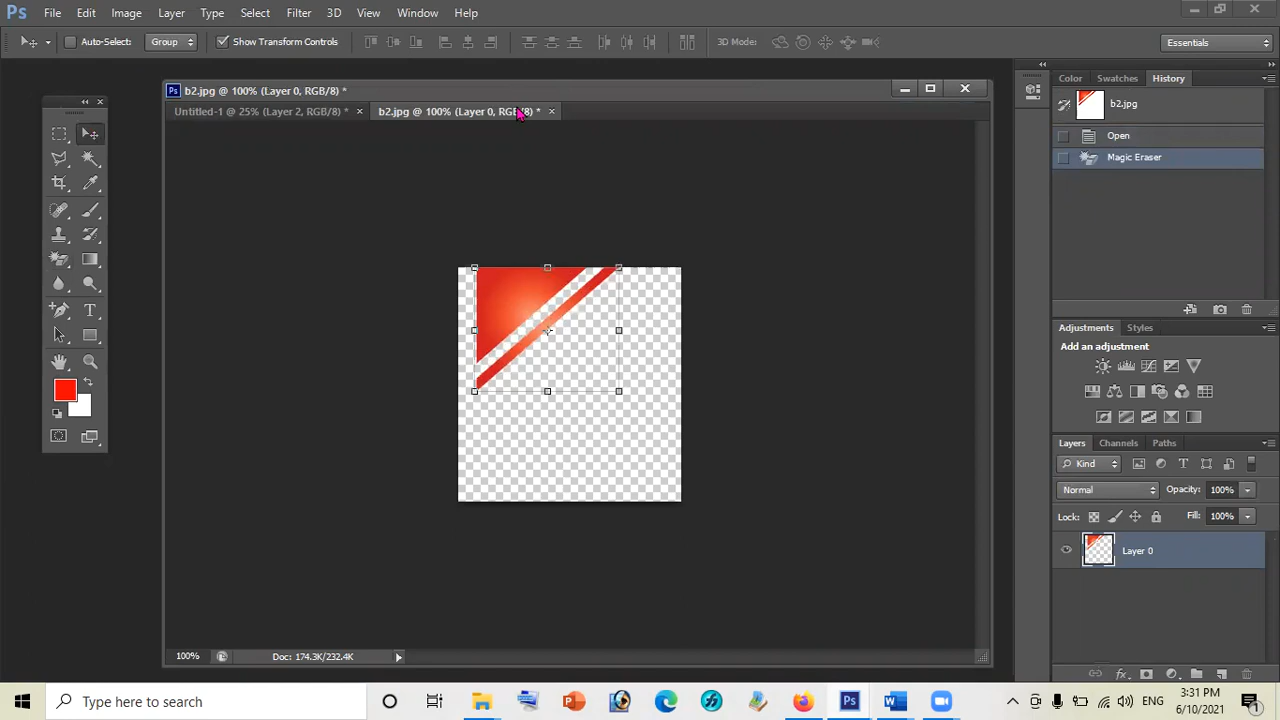 Ps File Edit Image Layer Type Select Filter 3D View Window Help
Auto-Select: Group Show Transform Controls 3D Mode: Essentials
Ps b2.jpg @ 100% (Layer 0, RGB/8) *
Untitled-1 @ 25% (Layer 2, RGB/8) * × b2.jpg @ 100% (Layer 0, RGB/8) * ×
Color Swatches History
b2.jpg
Open
Magic Eraser
Adjustments Styles
Add an adjustment
Layers Channels Paths
Kind
Normal Opacity: 100%
Lock: Fill: 100%
Layer 0
100% Doc: 174.3K/232.4K
Type here to search
ENG 3:31 PM
6/10/2021